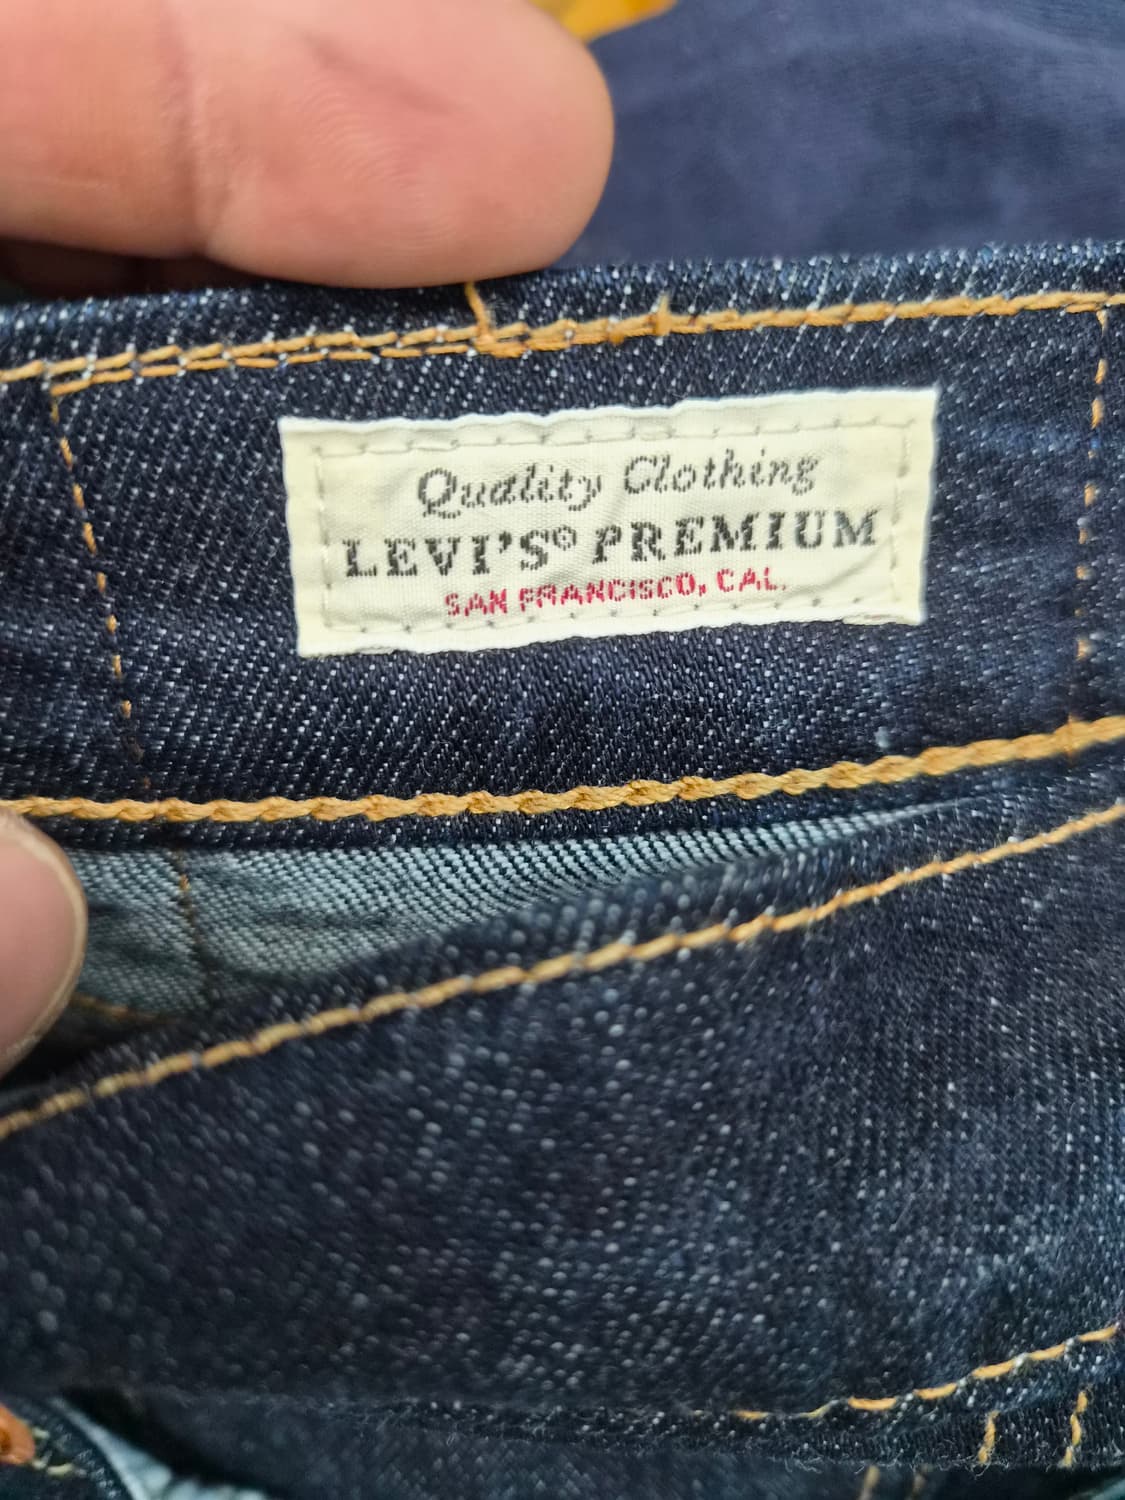 Quality Clothing
LEVI'S® PREMIUM
SAN FRANCISCO, CAL.